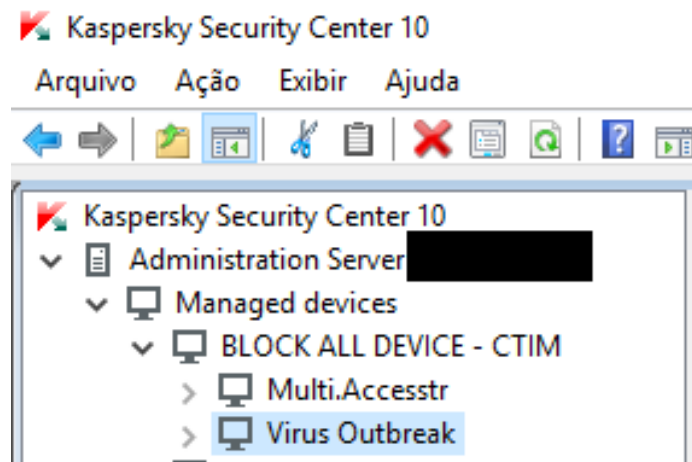 Kaspersky Security Center 10
Arquivo Ação Exibir Ajuda
Kaspersky Security Center 10
Administration Server
Managed devices
BLOCK ALL DEVICE - CTIM
Multi.Accesstr
Virus Outbreak